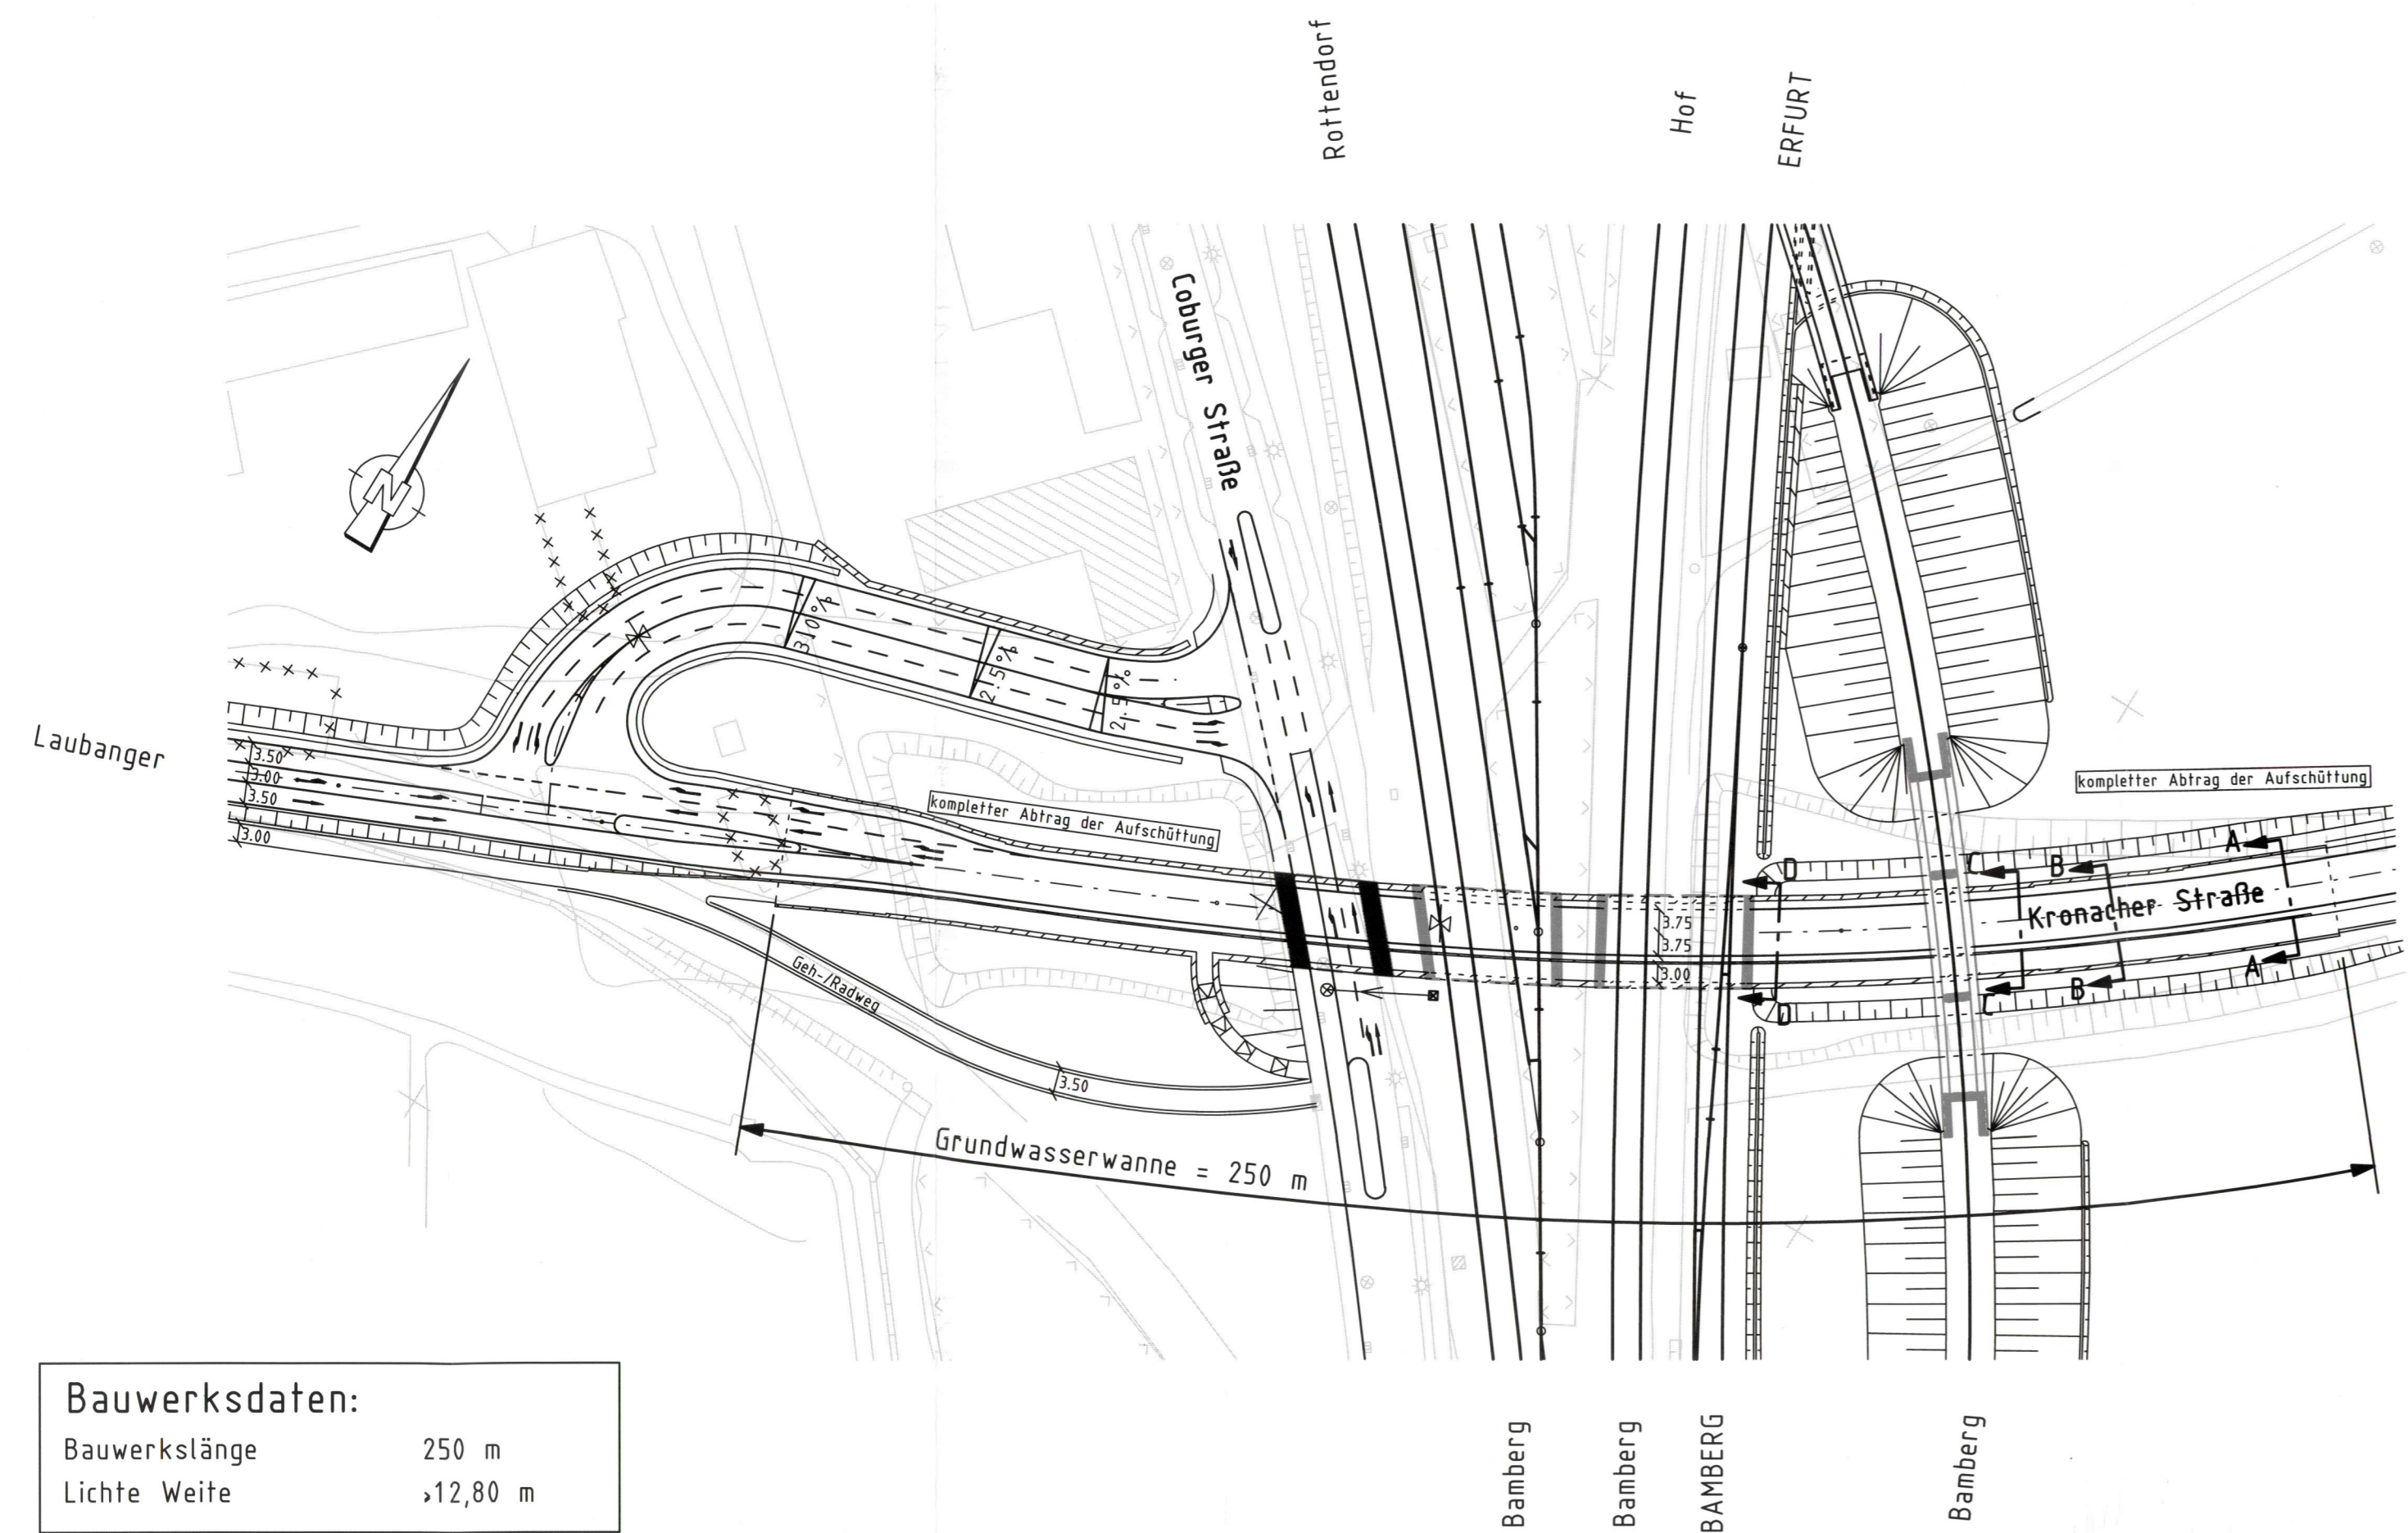 Rottendorf
Hof
ERFURT
Coburger Straße
N
3.0%
2.5%
2.5%
Laubanger
3.50
3.00
3.50
3.00
kompletter Abtrag der Aufschüttung
kompletter Abtrag der Aufschüttung
A
B
C
D
Kronacher Straße
3.75
3.75
3.00
A
B
C
D
Geh-/Radweg
3.50
Grundwasserwanne = 250 m
Bauwerksdaten:
Bauwerkslänge 250 m
Lichte Weite >12,80 m
Bamberg
Bamberg
BAMBERG
Bamberg